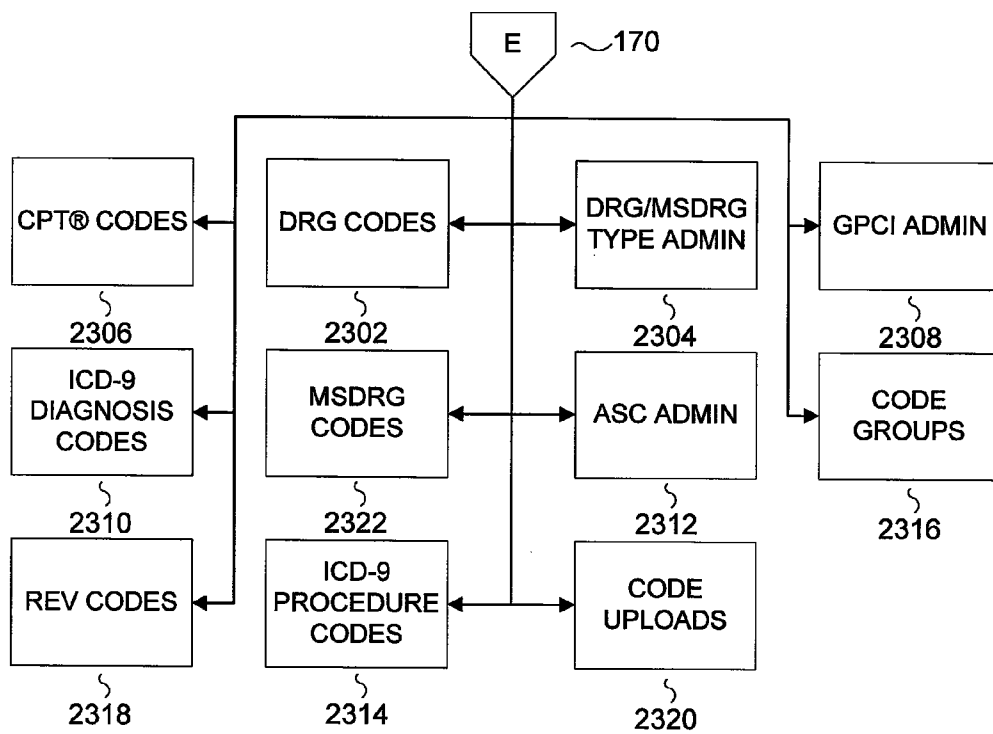 E
170
CPT® CODES
2306
DRG CODES
2302
DRG/MSDRG
TYPE ADMIN
2304
GPCI ADMIN
2308
ICD-9
DIAGNOSIS
CODES
2310
MSDRG
CODES
2322
ASC ADMIN
2312
CODE
GROUPS
2316
REV CODES
2318
ICD-9
PROCEDURE
CODES
2314
CODE
UPLOADS
2320